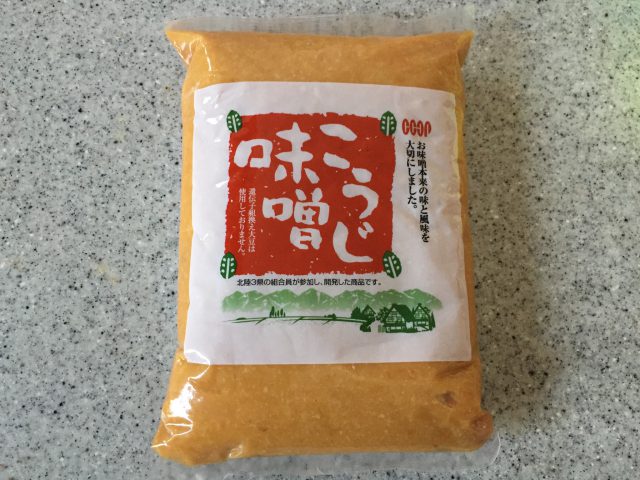 COOP
お味噌本来の味と風味を
大切にしました。
こうじ
味噌
遺伝子組換え大豆は
使用しておりません。
北陸3県の組合員が参加し、開発した商品です。